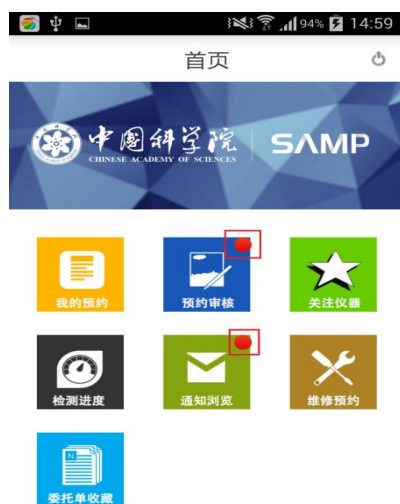 94% 14:59
首页
中国科学院 SAMP
CHINESE ACADEMY OF SCIENCES
我的预约 预约审核 关注仪器
检测进度 通知浏览 维修预约
N
委托单收藏